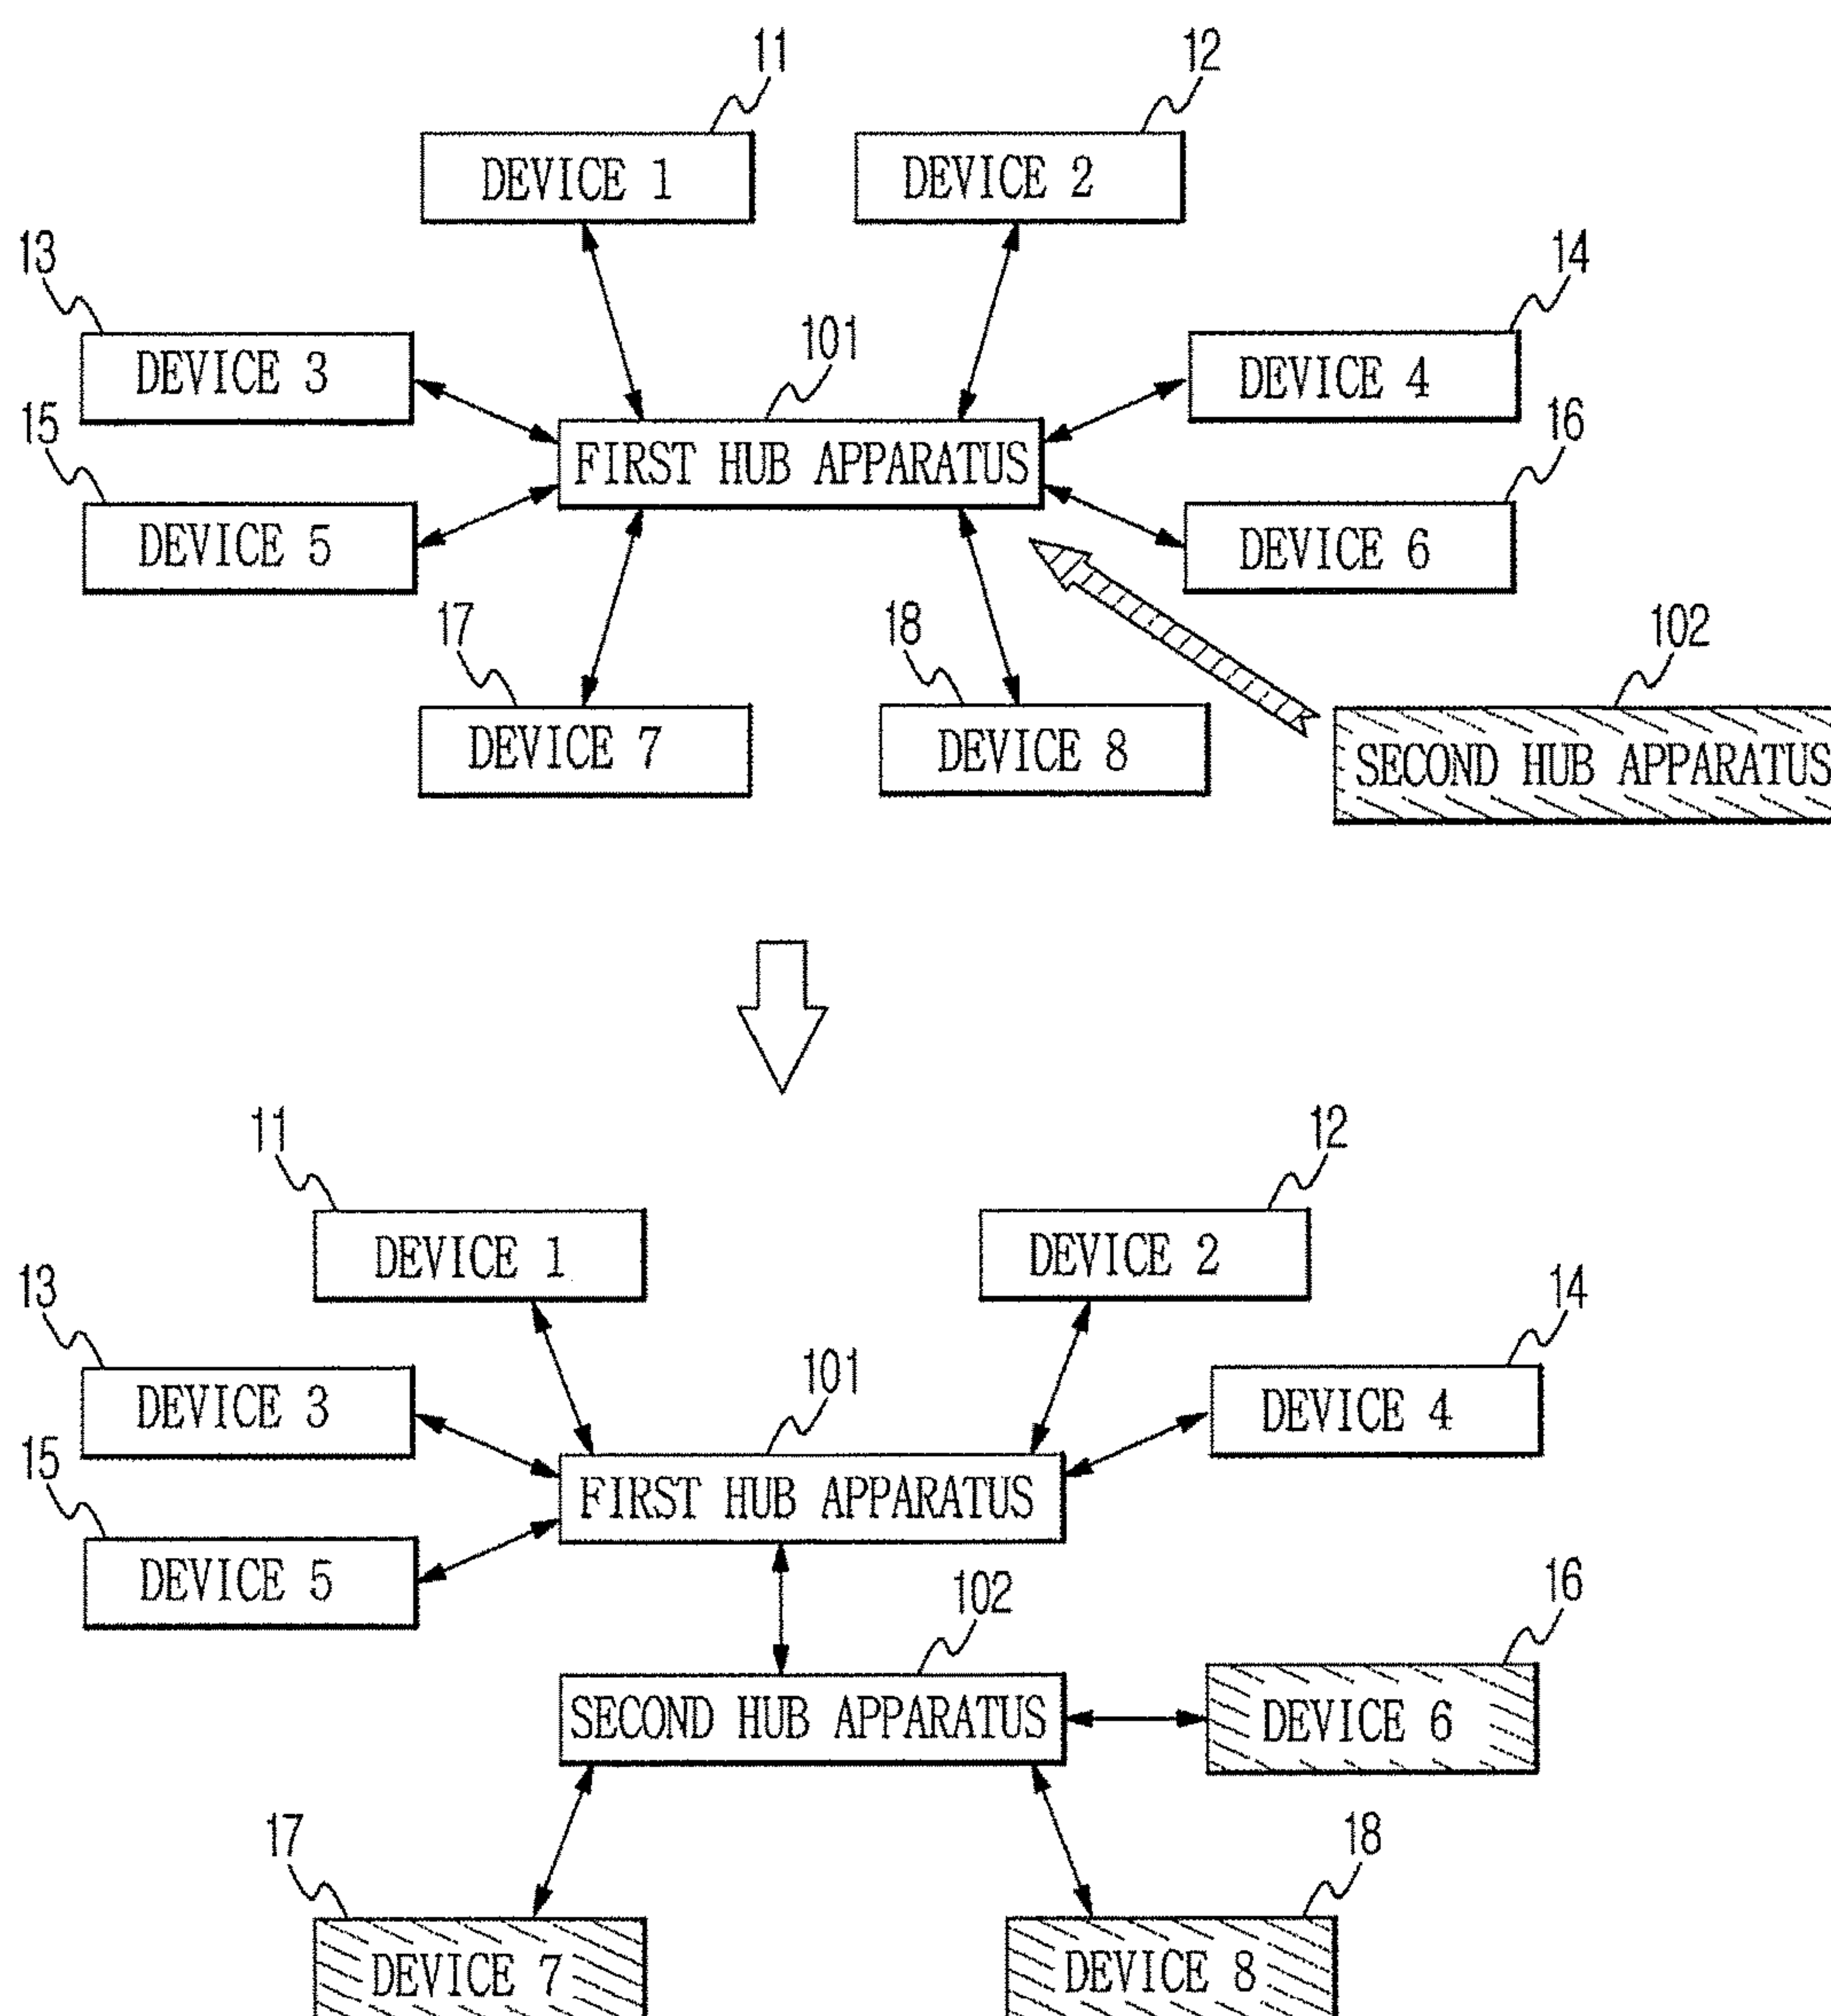 11
12
DEVICE 1
DEVICE 2
13
14
101
DEVICE 3
DEVICE 4
15
16
FIRST HUB APPARATUS
DEVICE 5
DEVICE 6
17
18
102
DEVICE 7
DEVICE 8
SECOND HUB APPARATUS
11
12
DEVICE 1
DEVICE 2
13
14
101
DEVICE 3
DEVICE 4
15
FIRST HUB APPARATUS
DEVICE 5
16
102
SECOND HUB APPARATUS
DEVICE 6
17
18
DEVICE 7
DEVICE 8